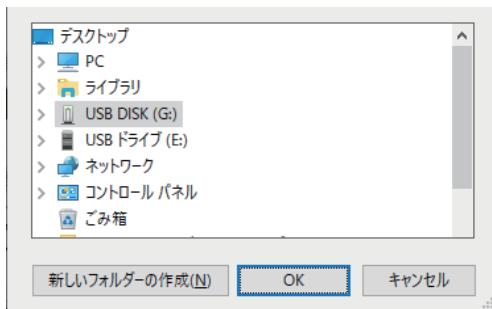 デスクトップ
PC
ライブラリ
USB DISK (G:)
USB ドライブ (E:)
ネットワーク
コントロール パネル
ごみ箱
新しいフォルダーの作成(N)
OK
キャンセル